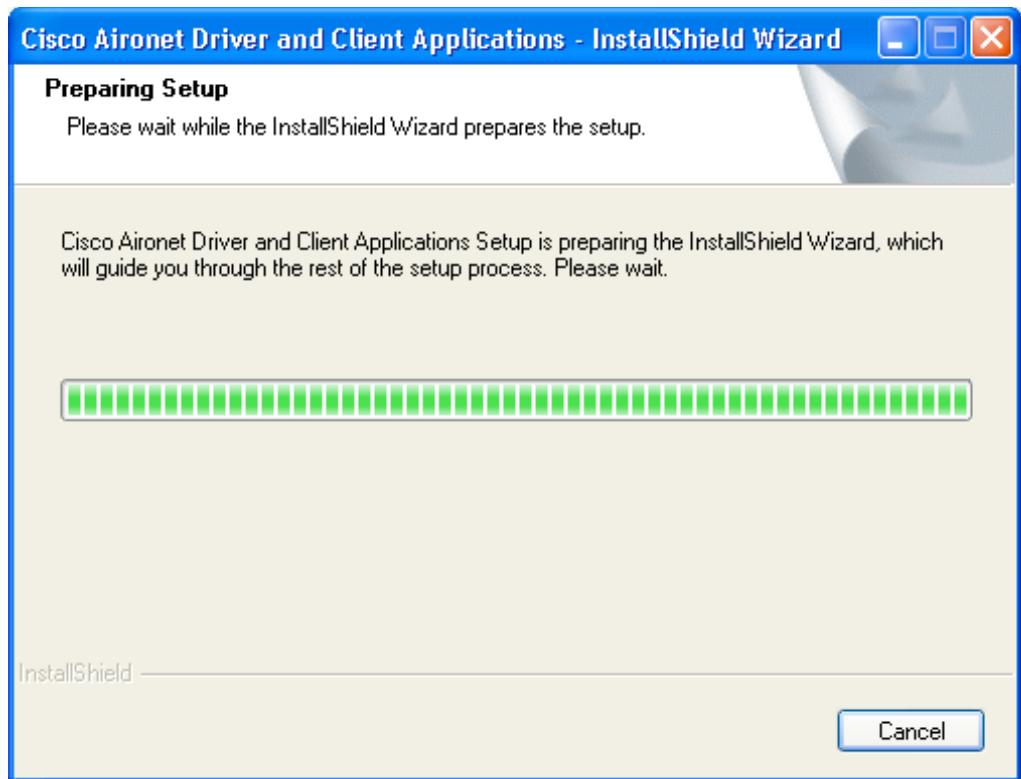 Cisco Aironet Driver and Client Applications - InstallShield Wizard
Preparing Setup
Please wait while the InstallShield Wizard prepares the setup.
Cisco Aironet Driver and Client Applications Setup is preparing the InstallShield Wizard, which
will guide you through the rest of the setup process. Please wait.
InstallShield
Cancel